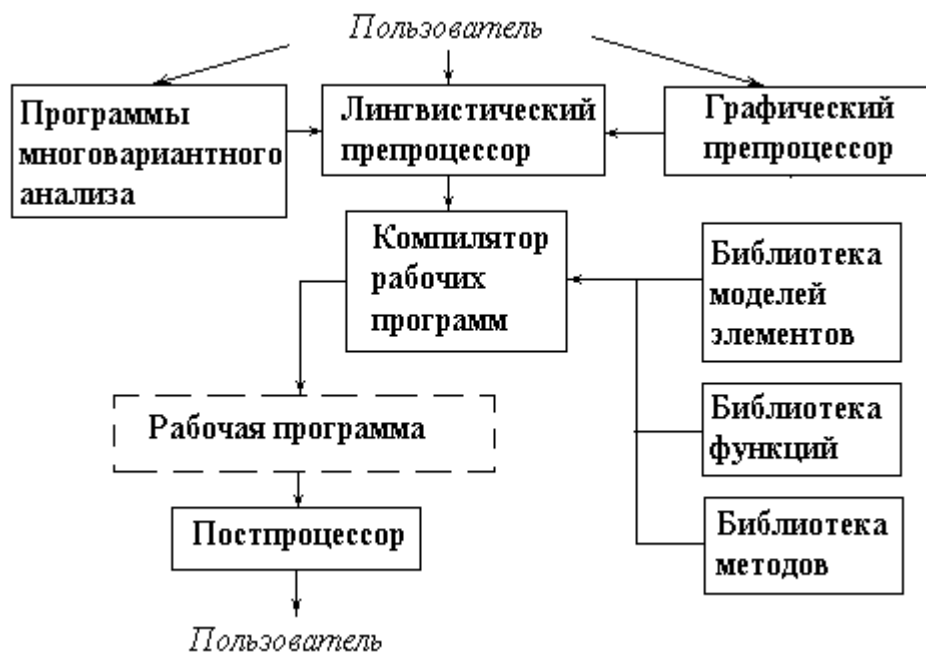 Пользователь
Программы
многовариантного
анализа
Лингвистический
препроцессор
Графический
препроцессор
Компилятор
рабочих
программ
Библиотека
моделей
элементов
Рабочая программа
Библиотека
функций
Постпроцессор
Библиотека
методов
Пользователь